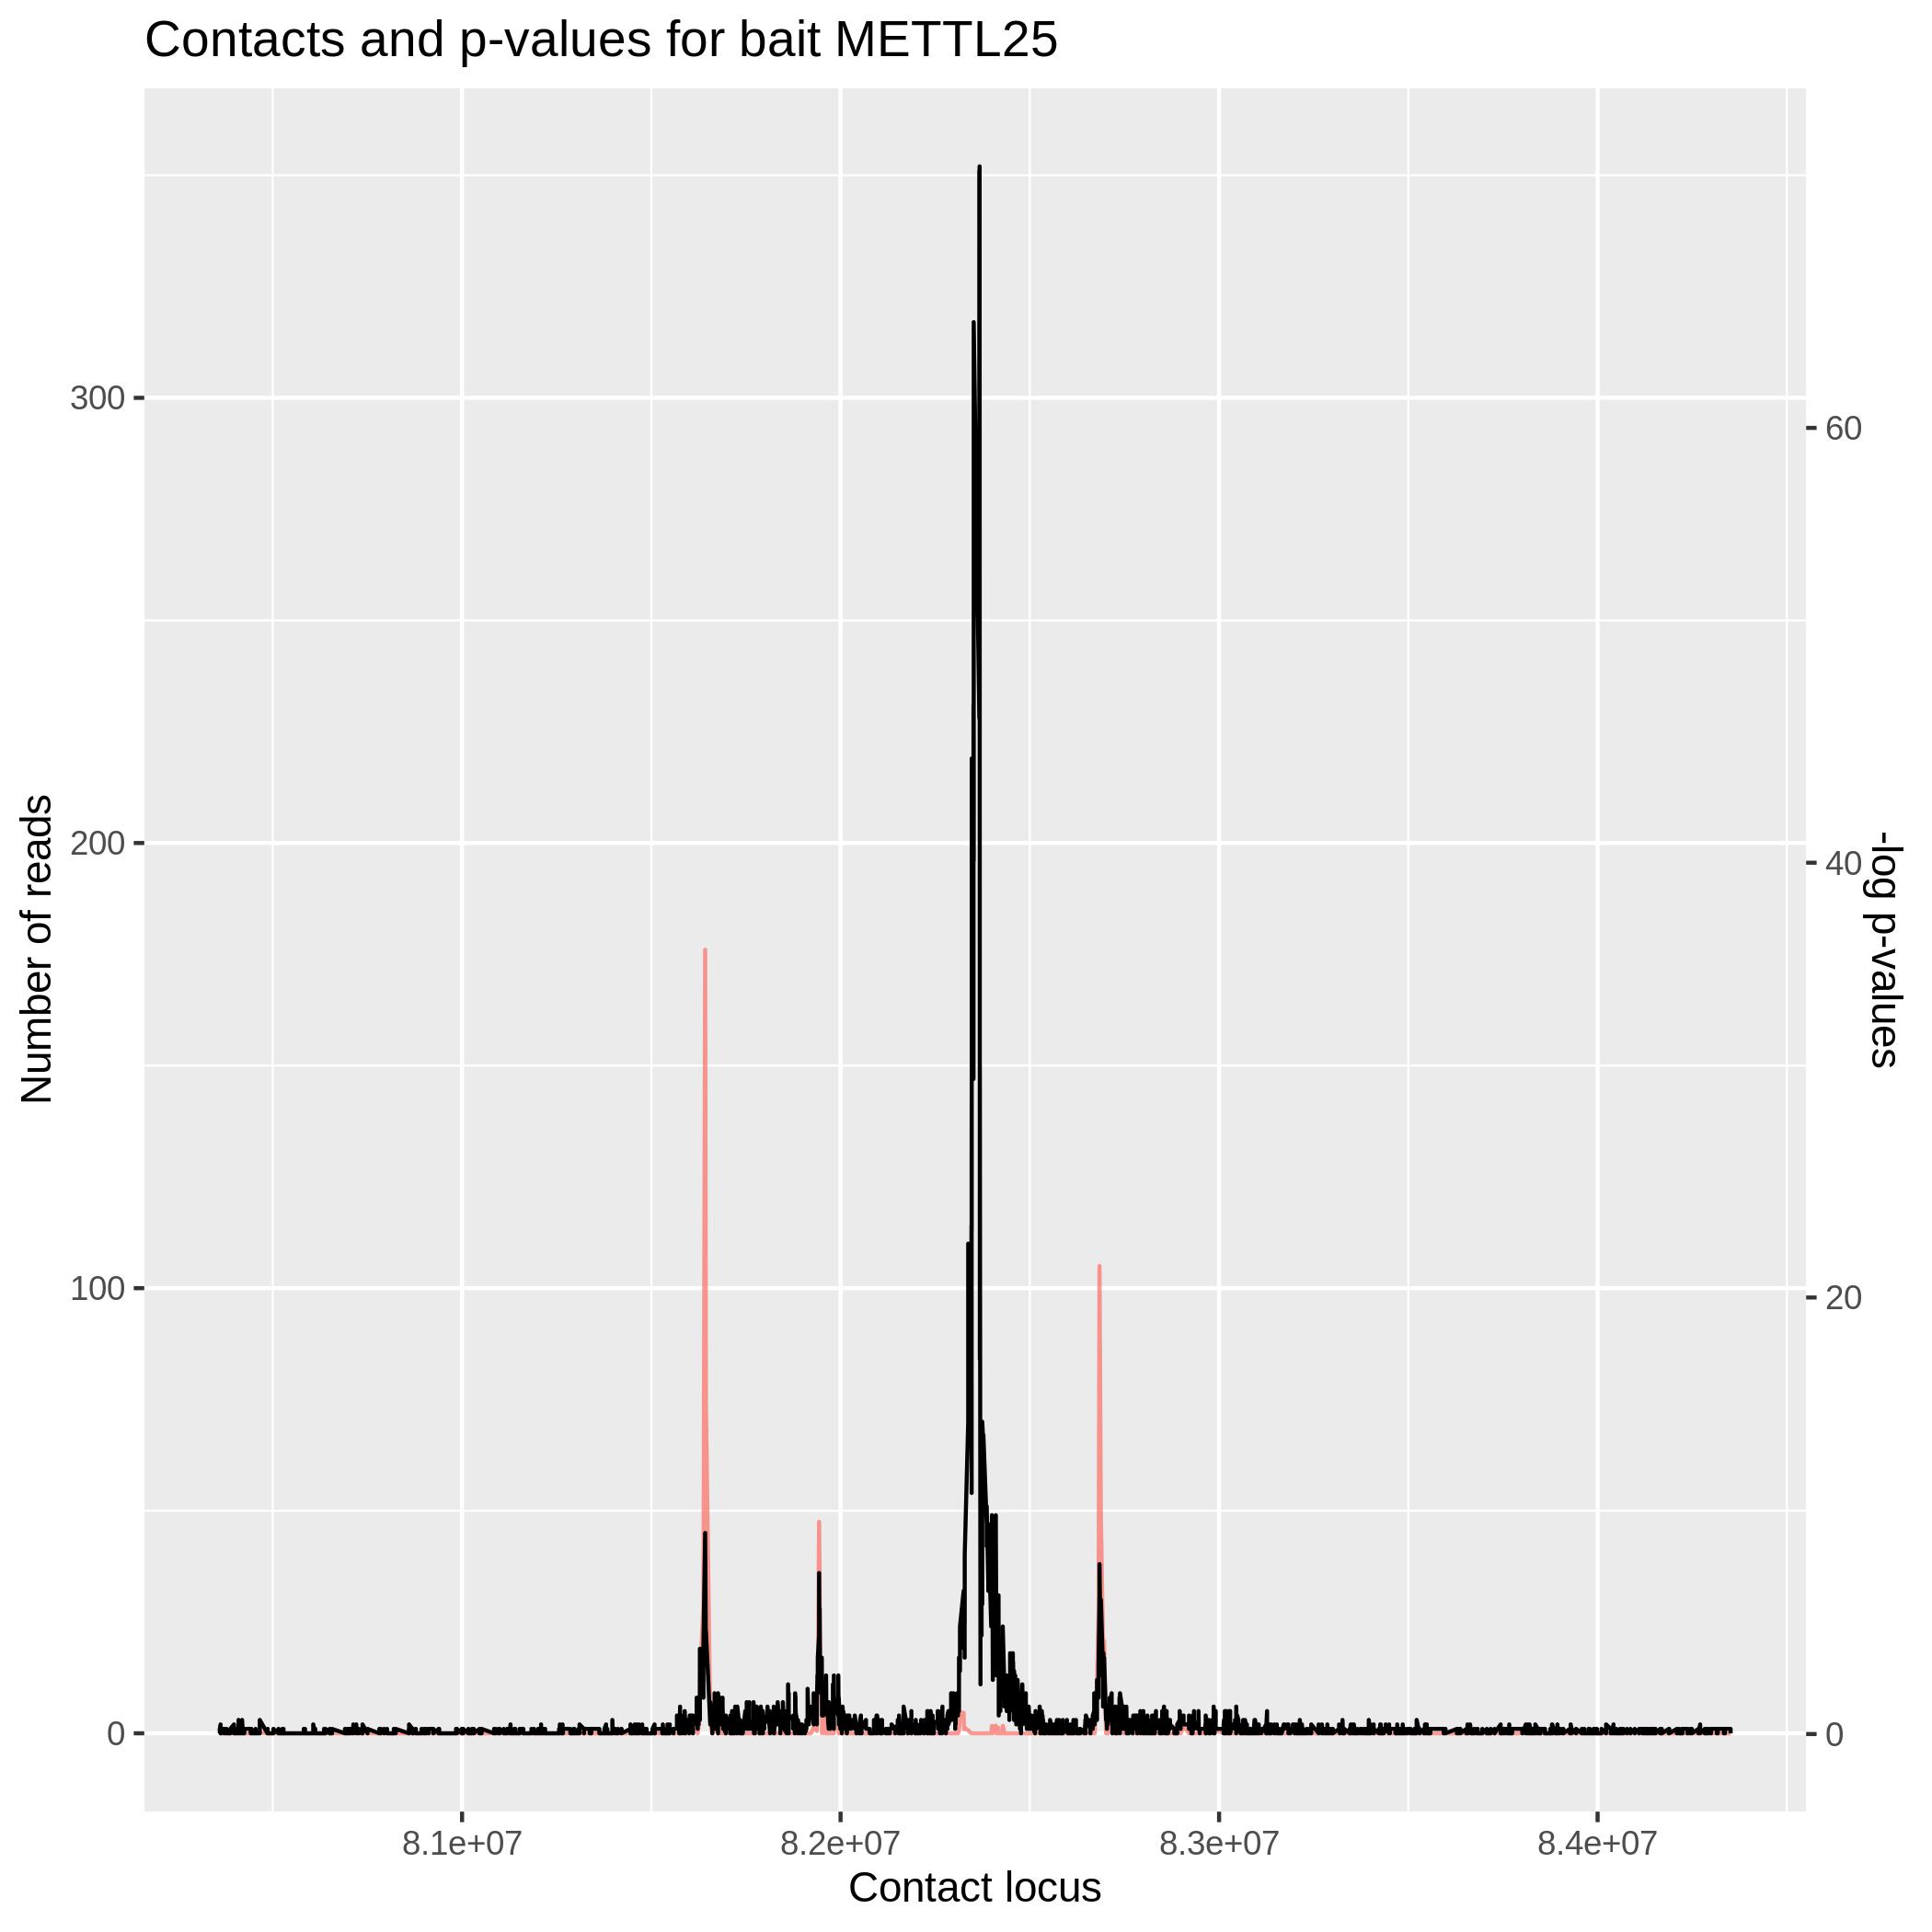 Contacts and p-values for bait METTL25
Number of reads
300
200
100
0
60
40
20
0
-log p-values
8.1e+07 8.2e+07 8.3e+07 8.4e+07
Contact locus